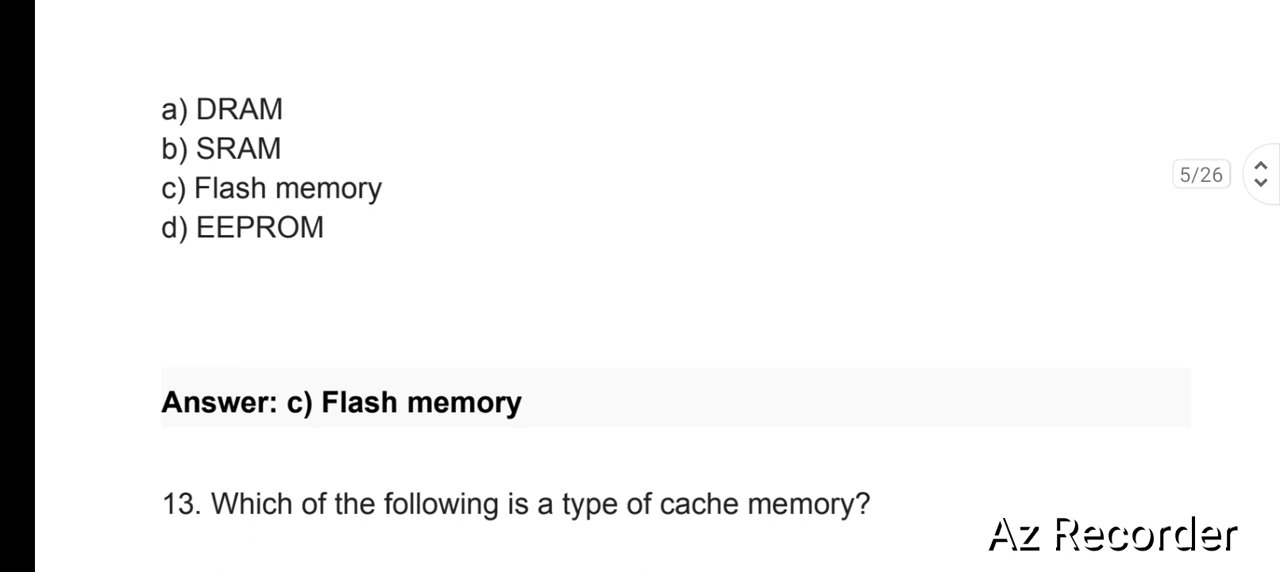 a) DRAM
b) SRAM
5/26
c) Flash memory
d) EEPROM
Answer: c) Flash memory
13. Which of the following is a type of cache memory?
Az Recorder